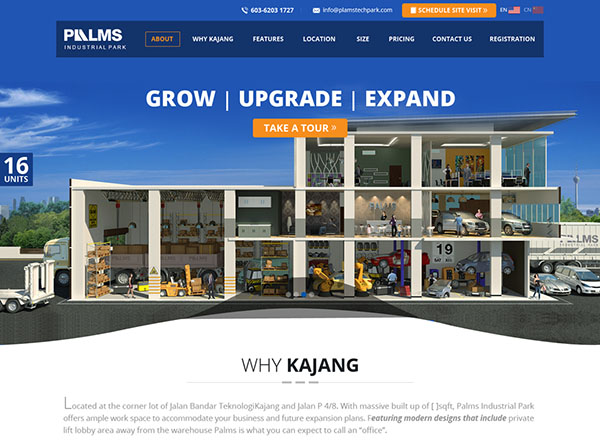 603-6203 1727
info@plamstechpark.com
SCHEDULE SITE VISIT »
EN
CN
PALMS
INDUSTRIAL PARK
ABOUT
WHY KAJANG
FEATURES
LOCATION
SIZE
PRICING
CONTACT US
REGISTRATION
GROW | UPGRADE | EXPAND
TAKE A TOUR »
16
UNITS
PALMS
PALMS
19
WHY KAJANG
Located at the corner lot of Jalan Bandar TeknologiKajang and Jalan P 4/8. With massive built up of [ ]sqft, Palms Industrial Park
offers ample work space to accommodate your business and future expansion plans. Featuring modern designs that include private
lift lobby area away from the warehouse Palms is what you can expect to call an “office”.